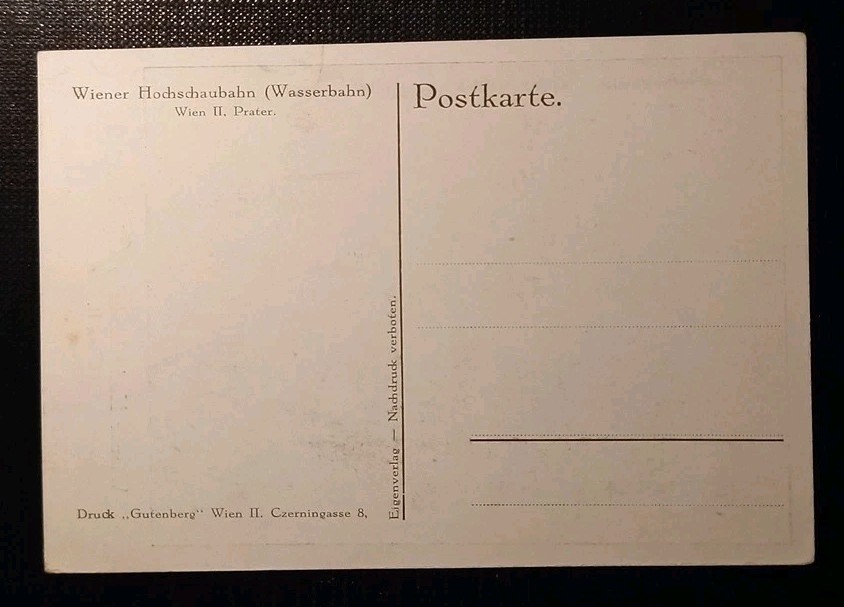 Wiener Hochschaubahn (Wasserbahn)
Wien II. Prater.
Postkarte.
Eigenverlag — Nachdruck verboten.
Druck „Gutenberg“ Wien II. Czerningasse 8,